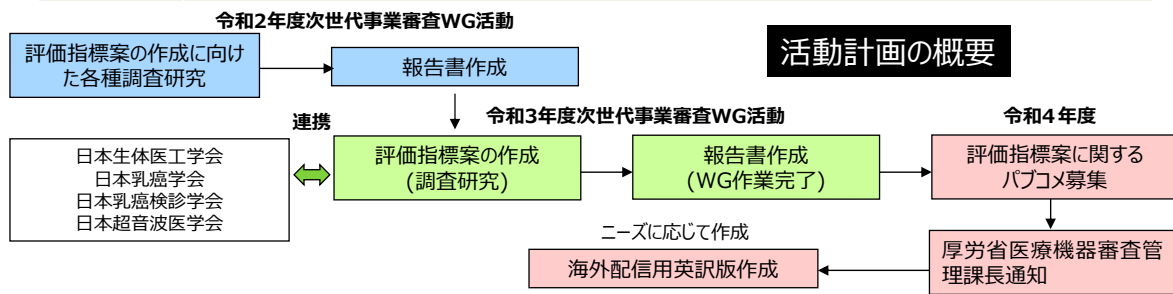 令和2年度次世代事業審査WG活動
評価指標案の作成に向け
た各種調査研究
報告書作成
活動計画の概要
令和3年度次世代事業審査WG活動
令和4年度
連携
日本生体医工学会
日本乳癌学会
日本乳癌検診学会
日本超音波医学会
評価指標案の作成
(調査研究)
報告書作成
(WG作業完了)
評価指標案に関する
パブコメ募集
ニーズに応じて作成
海外配信用英訳版作成
厚労省医療機器審査管
理課長通知